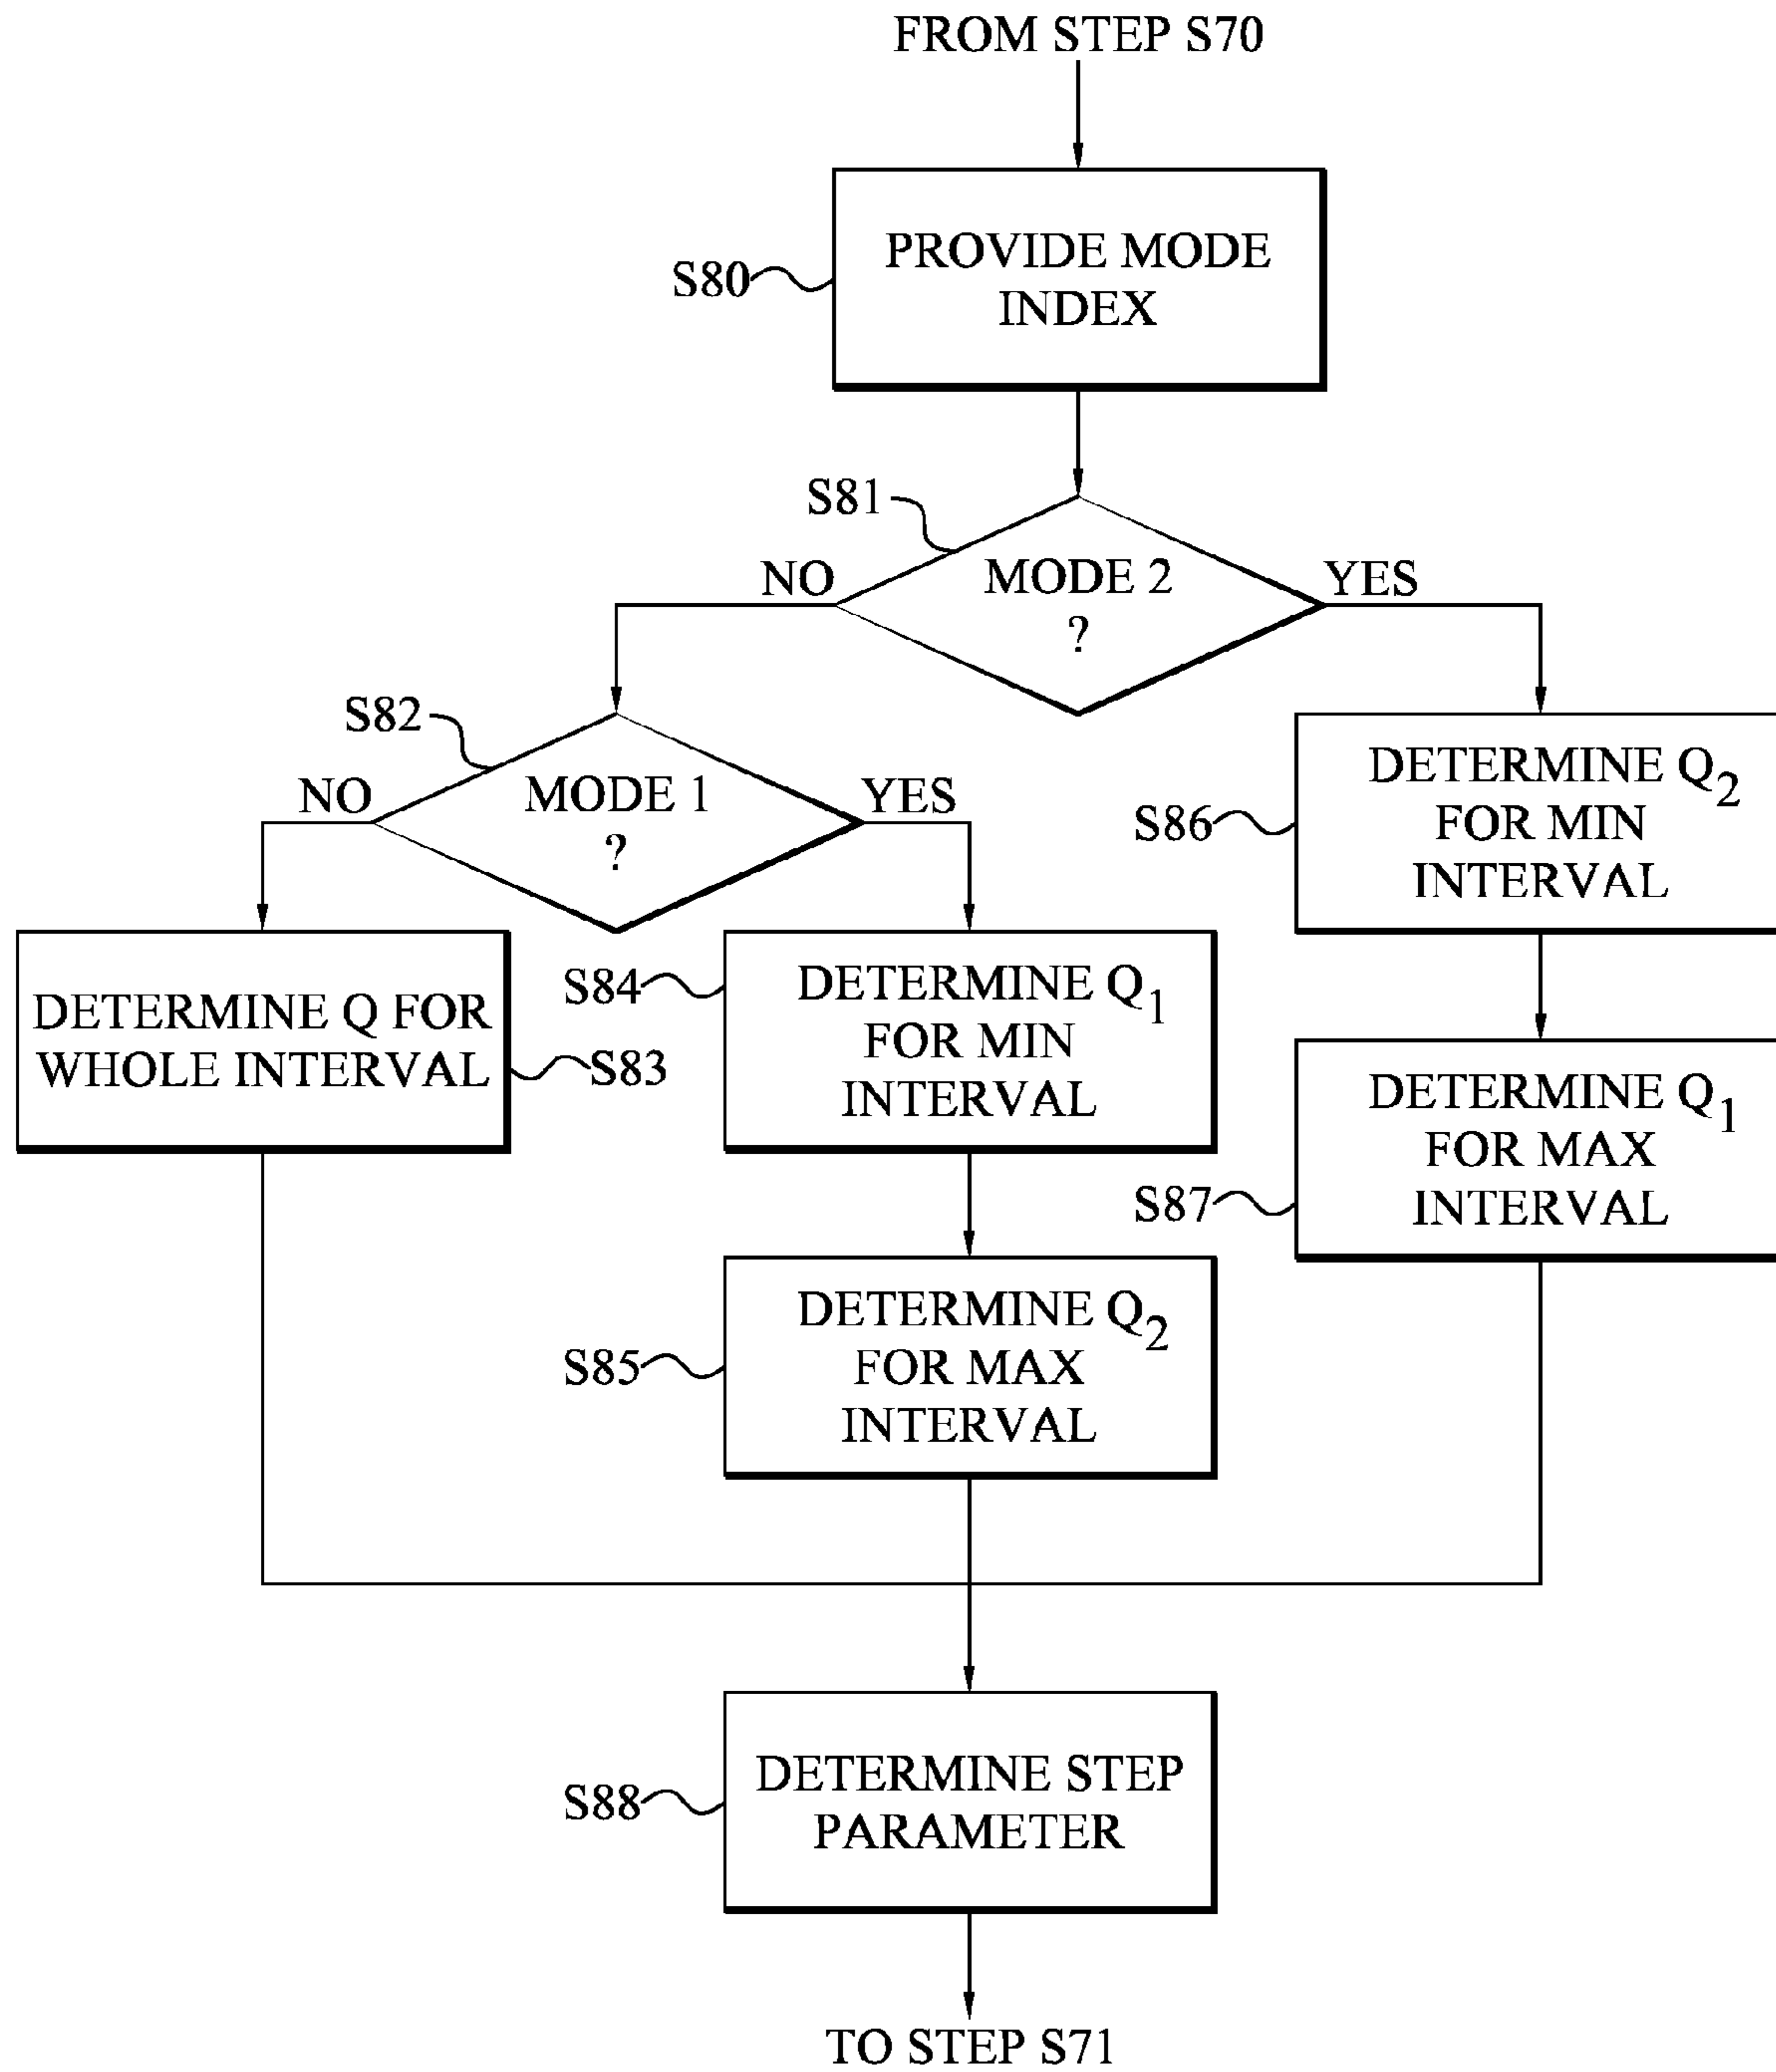 FROM STEP S70
PROVIDE MODE
INDEX
S80
S81
NO
MODE 2
?
YES
S82
NO
MODE 1
?
YES
DETERMINE Q2
FOR MIN
INTERVAL
S86
DETERMINE Q FOR
WHOLE INTERVAL
S83
S84
DETERMINE Q1
FOR MIN
INTERVAL
DETERMINE Q1
FOR MAX
INTERVAL
S87
S85
DETERMINE Q2
FOR MAX
INTERVAL
S88
DETERMINE STEP
PARAMETER
TO STEP S71